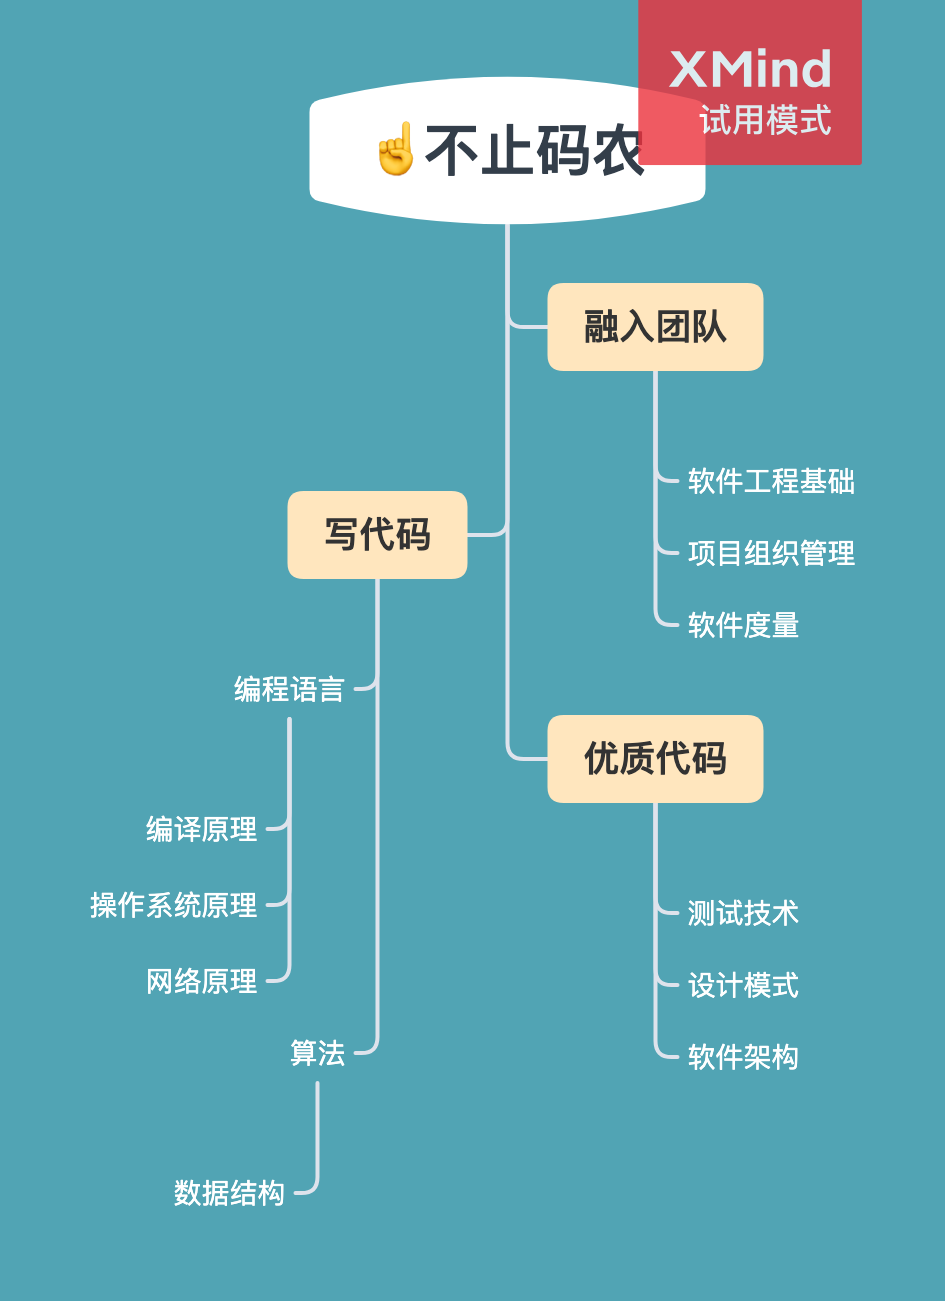 XMind
试用模式
☝️不止码农
融入团队
软件工程基础
项目组织管理
软件度量
写代码
编程语言
编译原理
操作系统原理
网络原理
算法
数据结构
优质代码
测试技术
设计模式
软件架构